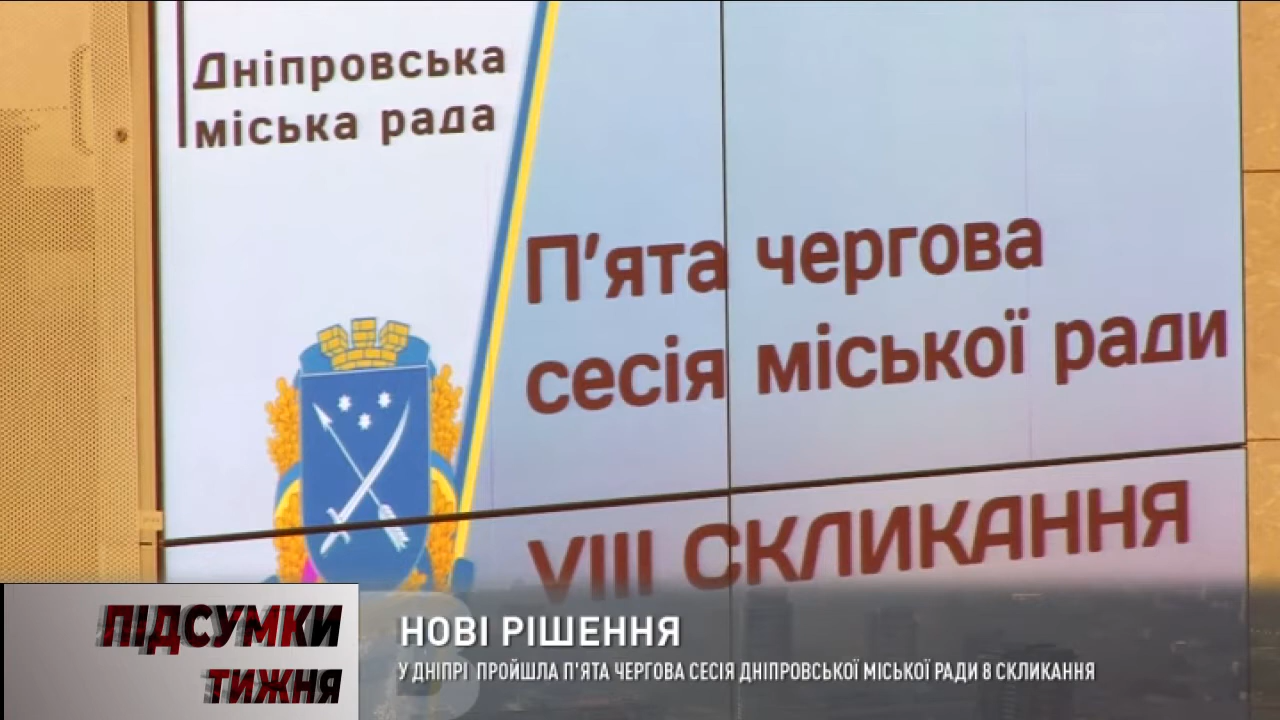 Дніпровська
міська рада
П'ята чергова
сесія міської ради
VIII СКЛИКАННЯ
ПІДСУМКИ
ТИЖНЯ
НОВІ РІШЕННЯ
У ДНІПРІ ПРОЙШЛА П'ЯТА ЧЕРГОВА СЕСІЯ ДНІПРОВСЬКОЇ МІСЬКОЇ РАДИ 8 СКЛИКАННЯ